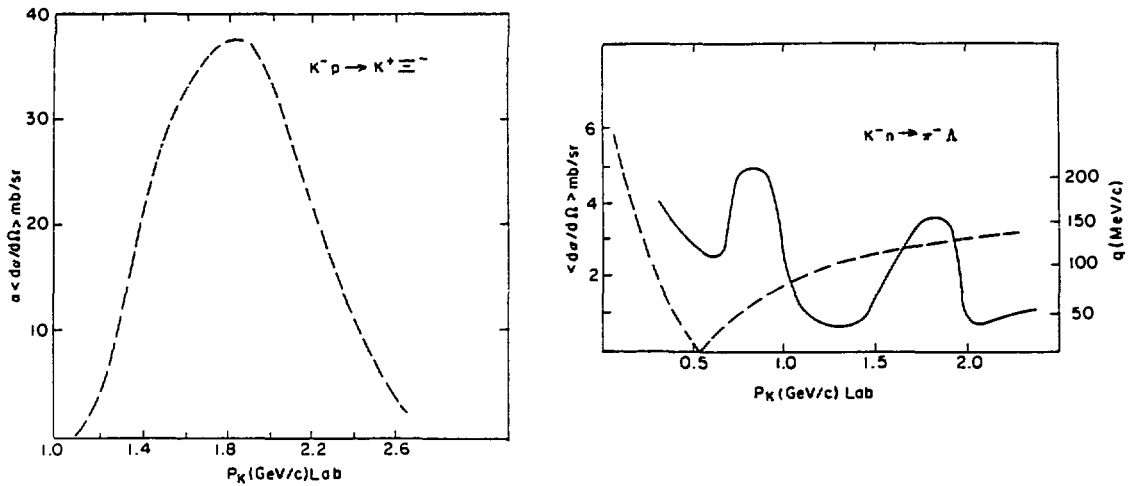 40
30
20
10
1.0
1.4
1.8
2.2
2.6
a < dσ/dΩ > mb/sr
P_K (GeV/c) Lab
K⁻p → K⁺Ξ⁻
6
4
2
0.5
1.0
1.5
2.0
< dσ/dΩ > mb/sr
P_K (GeV/c) Lab
K⁻n → π⁻Λ
200
150
100
50
q (MeV/c)